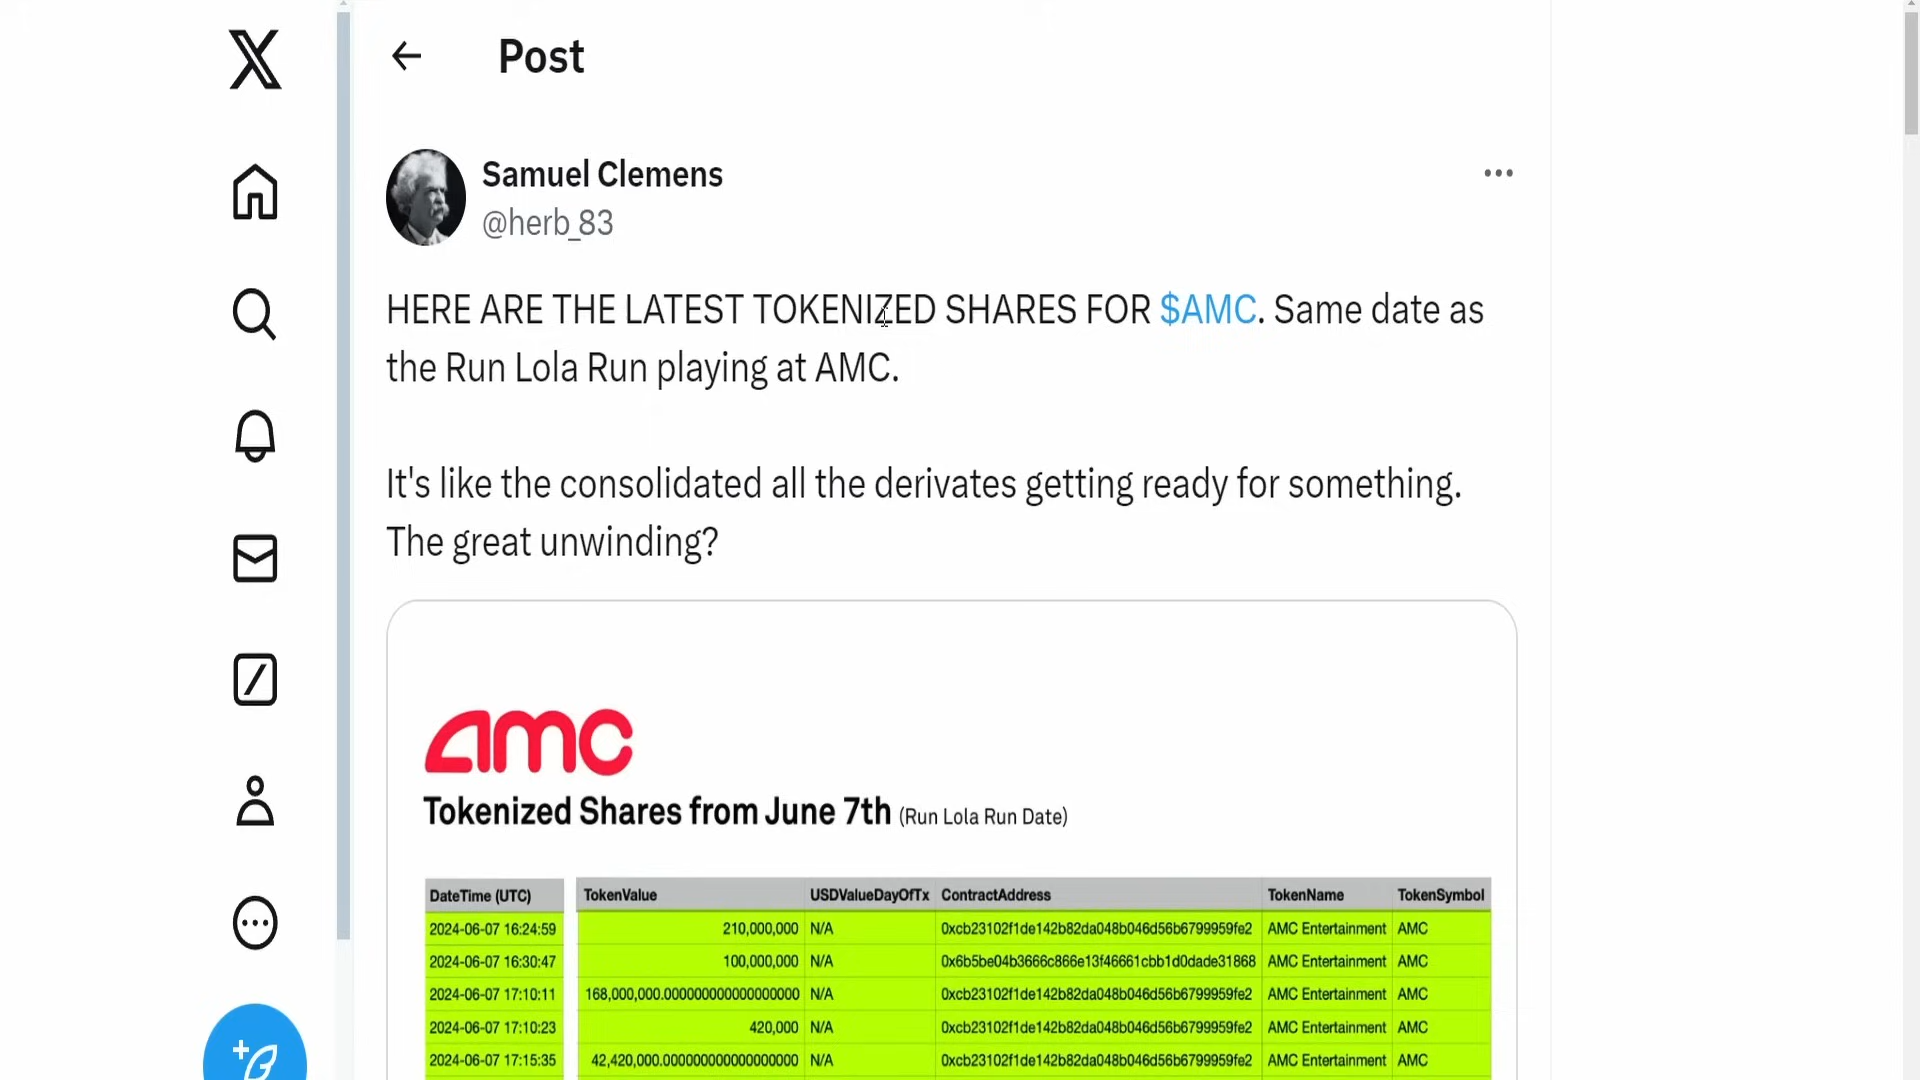 Post
Samuel Clemens
@herb_83
HERE ARE THE LATEST TOKENIZED SHARES FOR $AMC. Same date as
the Run Lola Run playing at AMC.
It's like the consolidated all the derivates getting ready for something.
The great unwinding?
amc
Tokenized Shares from June 7th (Run Lola Run Date)
DateTime (UTC) TokenValue USDValueDayOfTx ContractAddress TokenName TokenSymbol
2024-06-07 16:24:59 210,000,000 N/A 0xcb23102f1de142b82da048b046d56b6799959fe2 AMC Entertainment AMC
2024-06-07 16:30:47 100,000,000 N/A 0x6b5be04b3666c866e13f46661cbb1d0dade31868 AMC Entertainment AMC
2024-06-07 17:10:11 168,000,000.000000000000000000 N/A 0xcb23102f1de142b82da048b046d56b6799959fe2 AMC Entertainment AMC
2024-06-07 17:10:23 420,000 N/A 0xcb23102f1de142b82da048b046d56b6799959fe2 AMC Entertainment AMC
2024-06-07 17:15:35 42,420,000.000000000000000000 N/A 0xcb23102f1de142b82da048b046d56b6799959fe2 AMC Entertainment AMC